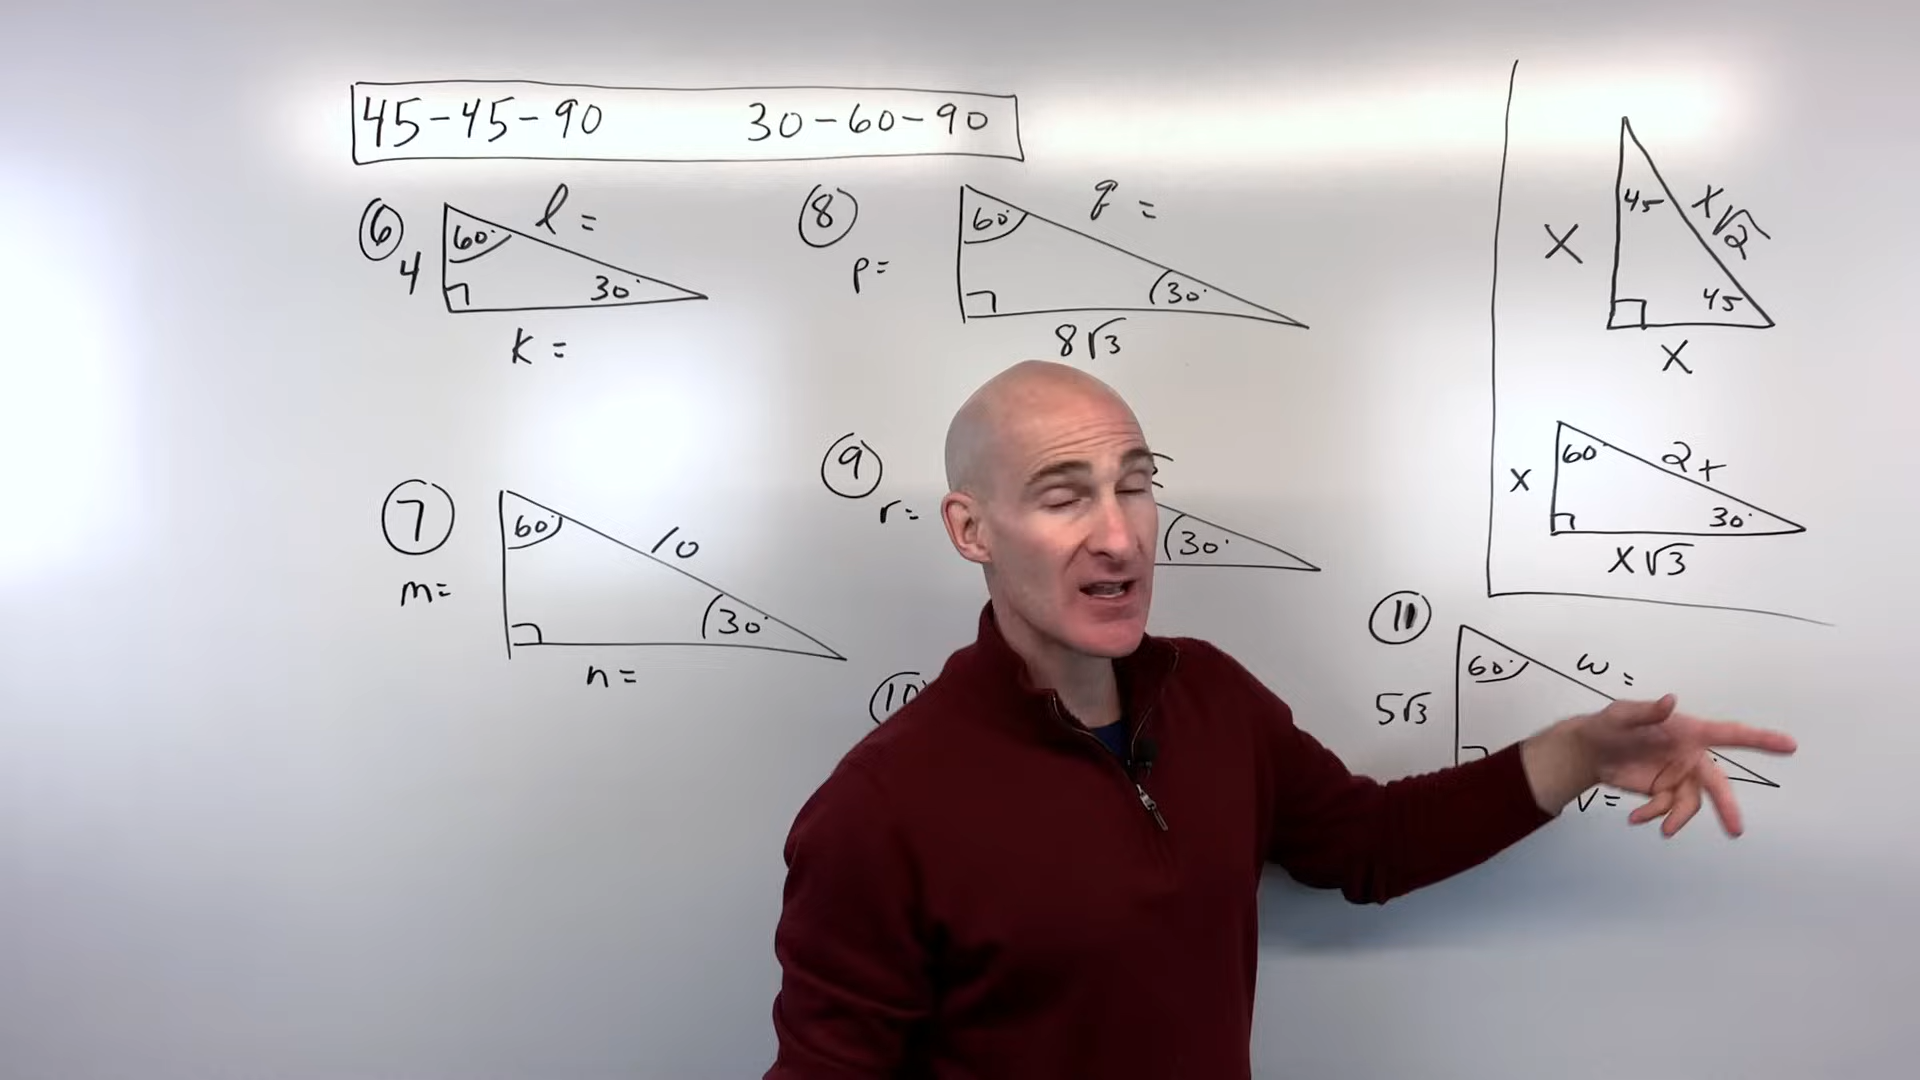 45-45-90 30-60-90
6
l =
60°
4
30°
k =
8
q =
60°
p =
30°
8√3
7
60°
10
m =
30°
n =
9
r =
30°
10
45
x
x√2
45
x
60
2x
x
30°
x√3
11
60°
w =
5√3
v =